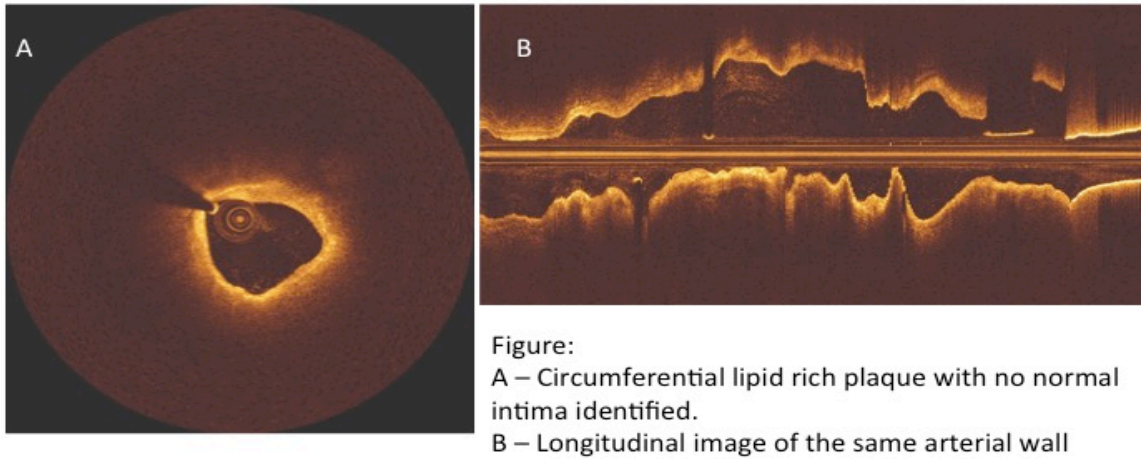 A
B
Figure:
A – Circumferential lipid rich plaque with no normal
intima identified.
B – Longitudinal image of the same arterial wall